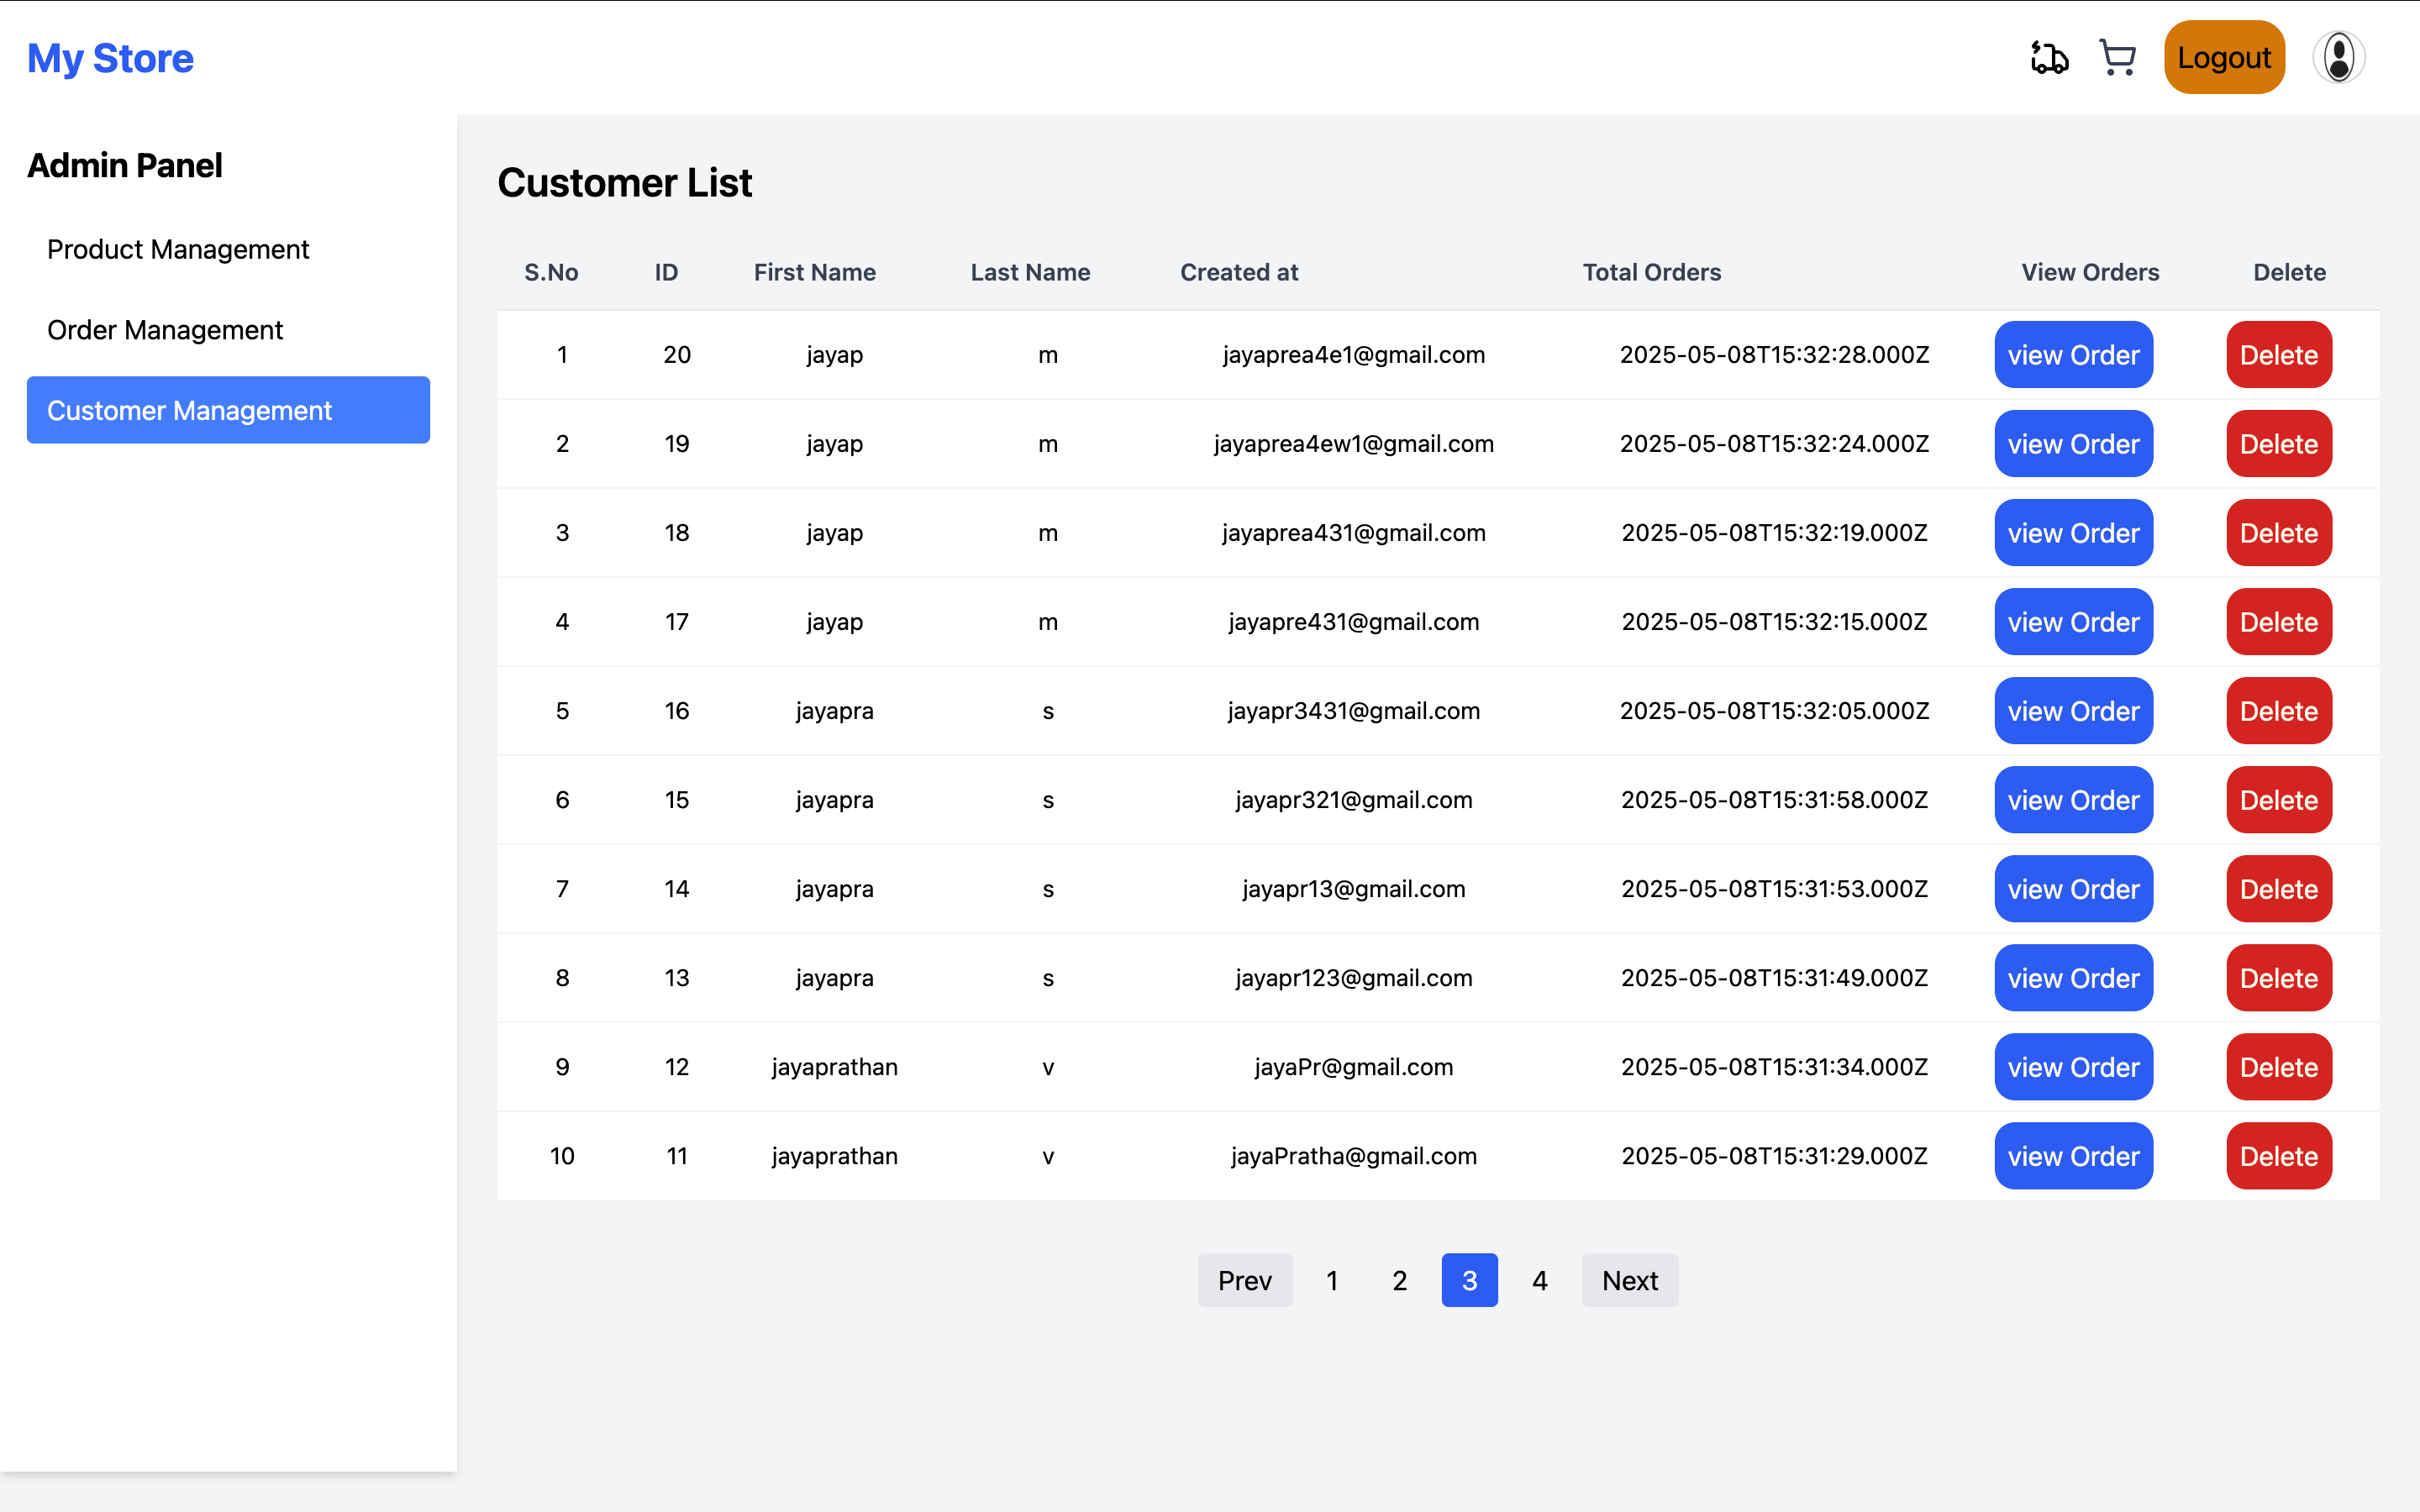 My Store
Logout
Admin Panel
Product Management
Order Management
Customer Management
Customer List
S.No ID First Name Last Name Created at Total Orders View Orders Delete
1 20 jayap m jayaprea4e1@gmail.com 2025-05-08T15:32:28.000Z view Order Delete
2 19 jayap m jayaprea4ew1@gmail.com 2025-05-08T15:32:24.000Z view Order Delete
3 18 jayap m jayaprea431@gmail.com 2025-05-08T15:32:19.000Z view Order Delete
4 17 jayap m jayapre431@gmail.com 2025-05-08T15:32:15.000Z view Order Delete
5 16 jayapra s jayapr3431@gmail.com 2025-05-08T15:32:05.000Z view Order Delete
6 15 jayapra s jayapr321@gmail.com 2025-05-08T15:31:58.000Z view Order Delete
7 14 jayapra s jayapr13@gmail.com 2025-05-08T15:31:53.000Z view Order Delete
8 13 jayapra s jayapr123@gmail.com 2025-05-08T15:31:49.000Z view Order Delete
9 12 jayaprathan v jayaPr@gmail.com 2025-05-08T15:31:34.000Z view Order Delete
10 11 jayaprathan v jayaPratha@gmail.com 2025-05-08T15:31:29.000Z view Order Delete
Prev 1 2 3 4 Next